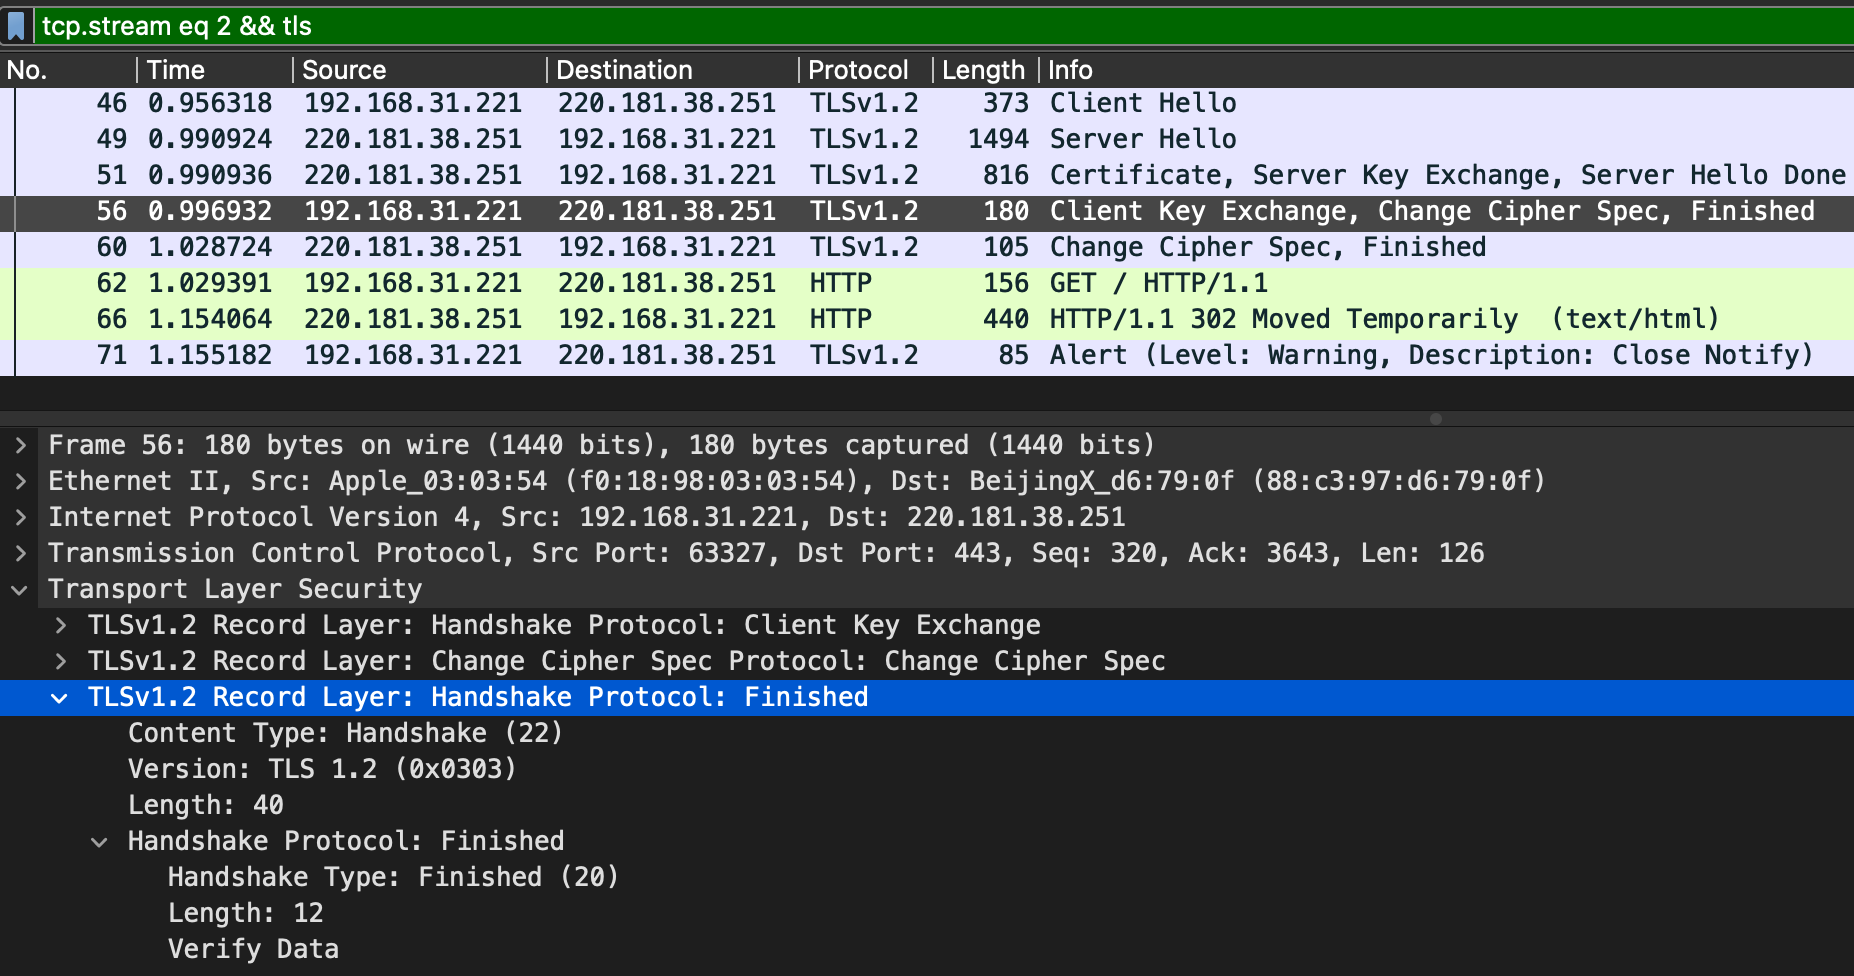 tcp.stream eq 2 && tls
No. Time Source Destination Protocol Length Info
46 0.956318 192.168.31.221 220.181.38.251 TLSv1.2 373 Client Hello
49 0.990924 220.181.38.251 192.168.31.221 TLSv1.2 1494 Server Hello
51 0.990936 220.181.38.251 192.168.31.221 TLSv1.2 816 Certificate, Server Key Exchange, Server Hello Done
56 0.996932 192.168.31.221 220.181.38.251 TLSv1.2 180 Client Key Exchange, Change Cipher Spec, Finished
60 1.028724 220.181.38.251 192.168.31.221 TLSv1.2 105 Change Cipher Spec, Finished
62 1.029391 192.168.31.221 220.181.38.251 HTTP 156 GET / HTTP/1.1
66 1.154064 220.181.38.251 192.168.31.221 HTTP 440 HTTP/1.1 302 Moved Temporarily (text/html)
71 1.155182 192.168.31.221 220.181.38.251 TLSv1.2 85 Alert (Level: Warning, Description: Close Notify)
Frame 56: 180 bytes on wire (1440 bits), 180 bytes captured (1440 bits)
Ethernet II, Src: Apple_03:03:54 (f0:18:98:03:03:54), Dst: BeijingX_d6:79:0f (88:c3:97:d6:79:0f)
Internet Protocol Version 4, Src: 192.168.31.221, Dst: 220.181.38.251
Transmission Control Protocol, Src Port: 63327, Dst Port: 443, Seq: 320, Ack: 3643, Len: 126
Transport Layer Security
TLSv1.2 Record Layer: Handshake Protocol: Client Key Exchange
TLSv1.2 Record Layer: Change Cipher Spec Protocol: Change Cipher Spec
TLSv1.2 Record Layer: Handshake Protocol: Finished
Content Type: Handshake (22)
Version: TLS 1.2 (0x0303)
Length: 40
Handshake Protocol: Finished
Handshake Type: Finished (20)
Length: 12
Verify Data